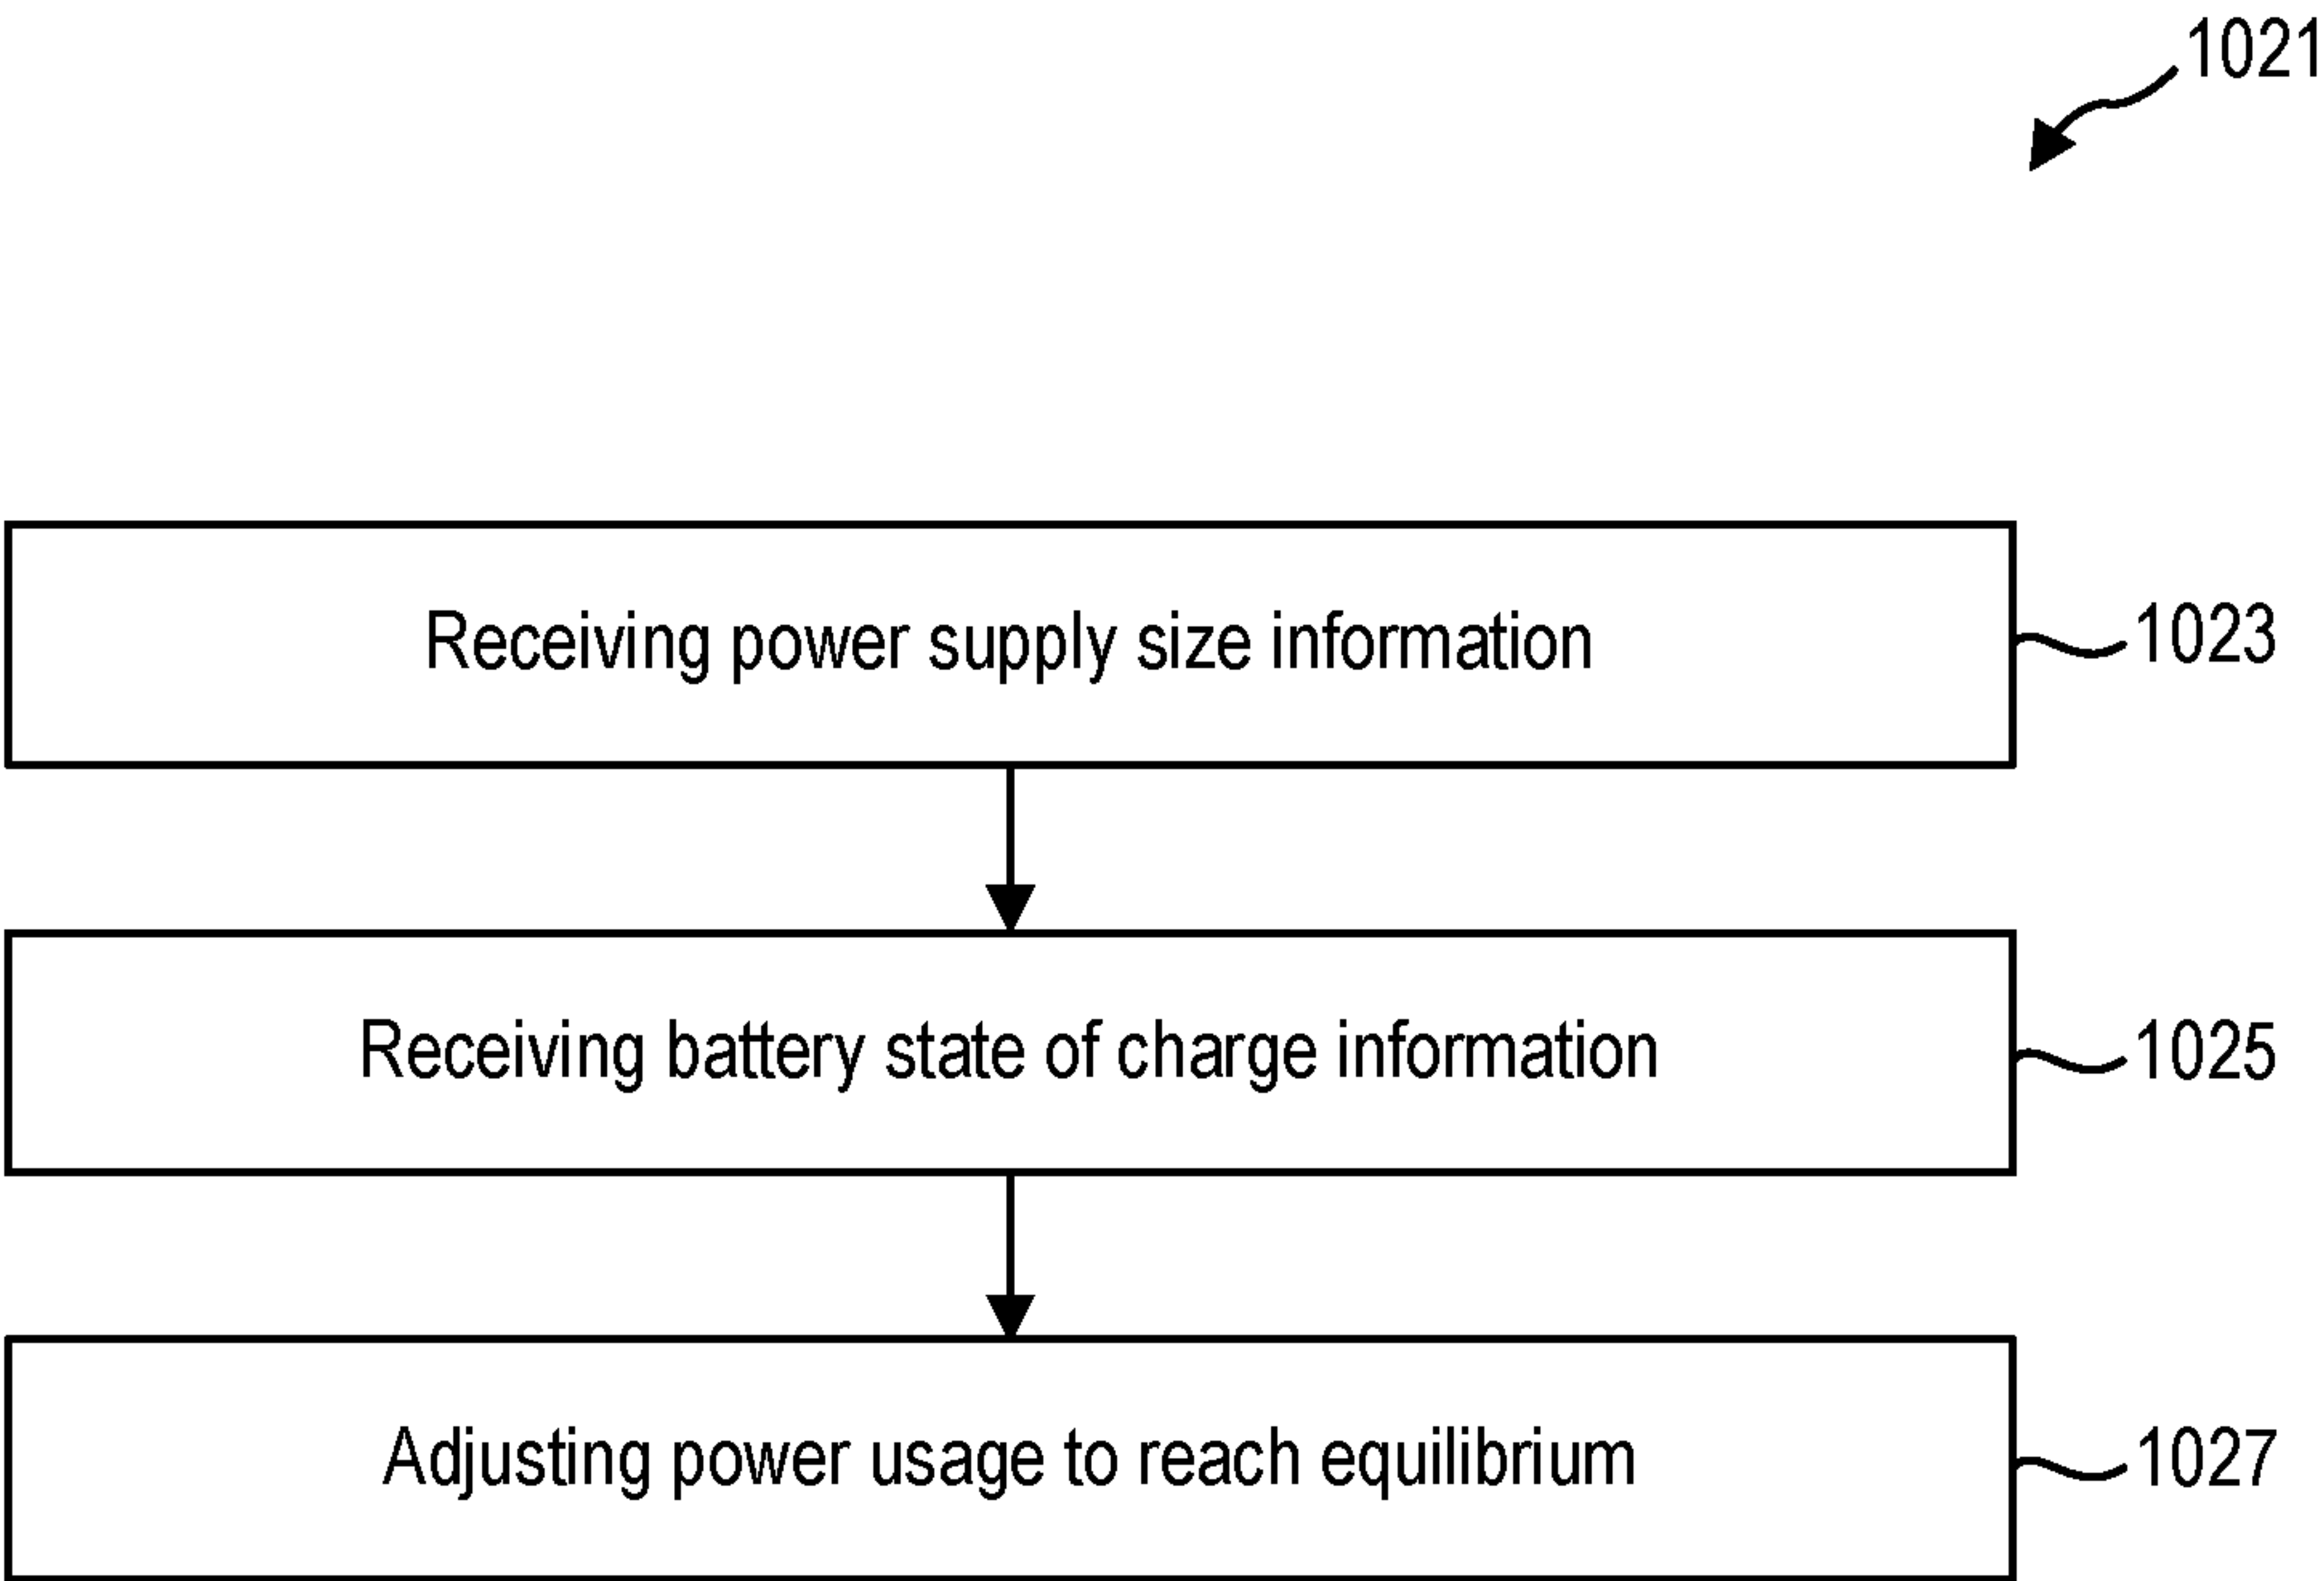 1021
Receiving power supply size information
1023
Receiving battery state of charge information
1025
Adjusting power usage to reach equilibrium
1027